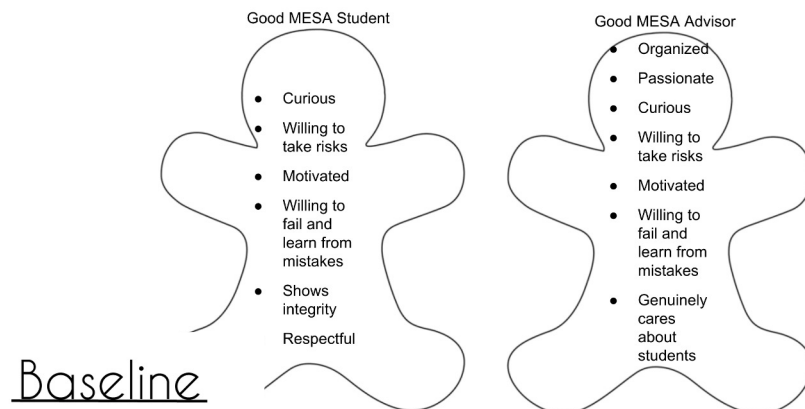 Good MESA Student
● Curious
● Willing to
take risks
● Motivated
● Willing to
fail and
learn from
mistakes
● Shows
integrity
Respectful
Good MESA Advisor
● Organized
● Passionate
● Curious
● Willing to
take risks
● Motivated
● Willing to
fail and
learn from
mistakes
● Genuinely
cares
about
students
Baseline